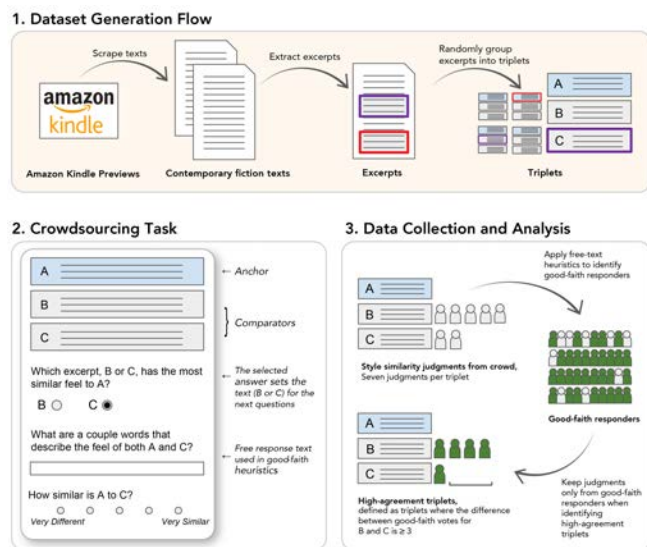 1. Dataset Generation Flow
Scrape texts
Extract excerpts
Randomly group
excerpts into triplets
amazon
kindle
A
B
C
Amazon Kindle Previews
Contemporary fiction texts
Excerpts
Triplets
2. Crowdsourcing Task
A
B
C
← Anchor
Comparators
Which excerpt, B or C, has the most
similar feel to A?
B
C
← The selected
answer sets the
text (B or C) for the
next questions
What are a couple words that
describe the feel of both A and C?
← Free response text
used in good-faith
heuristics
How similar is A to C?
Very Different
Very Similar
3. Data Collection and Analysis
Apply free-text
heuristics to identify
good-faith responders
A
B
C
Style similarity judgments from crowd,
Seven judgments per triplet
Good-faith responders
A
B
C
High-agreement triplets,
defined as triplets where the difference
between good-faith votes for
B and C is ≥ 3
Keep judgments
only from good-faith
responders when
identifying
high-agreement
triplets